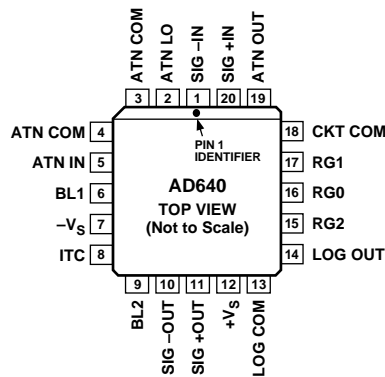 ATN COM
ATN LO
SIG –IN
SIG +IN
ATN OUT
3 2 1 20 19
ATN COM 4
ATN IN 5
BL1 6
–VS 7
ITC 8
PIN 1
IDENTIFIER
AD640
TOP VIEW
(Not to Scale)
18 CKT COM
17 RG1
16 RG0
15 RG2
14 LOG OUT
9 10 11 12 13
BL2
SIG –OUT
SIG +OUT
+VS
LOG COM